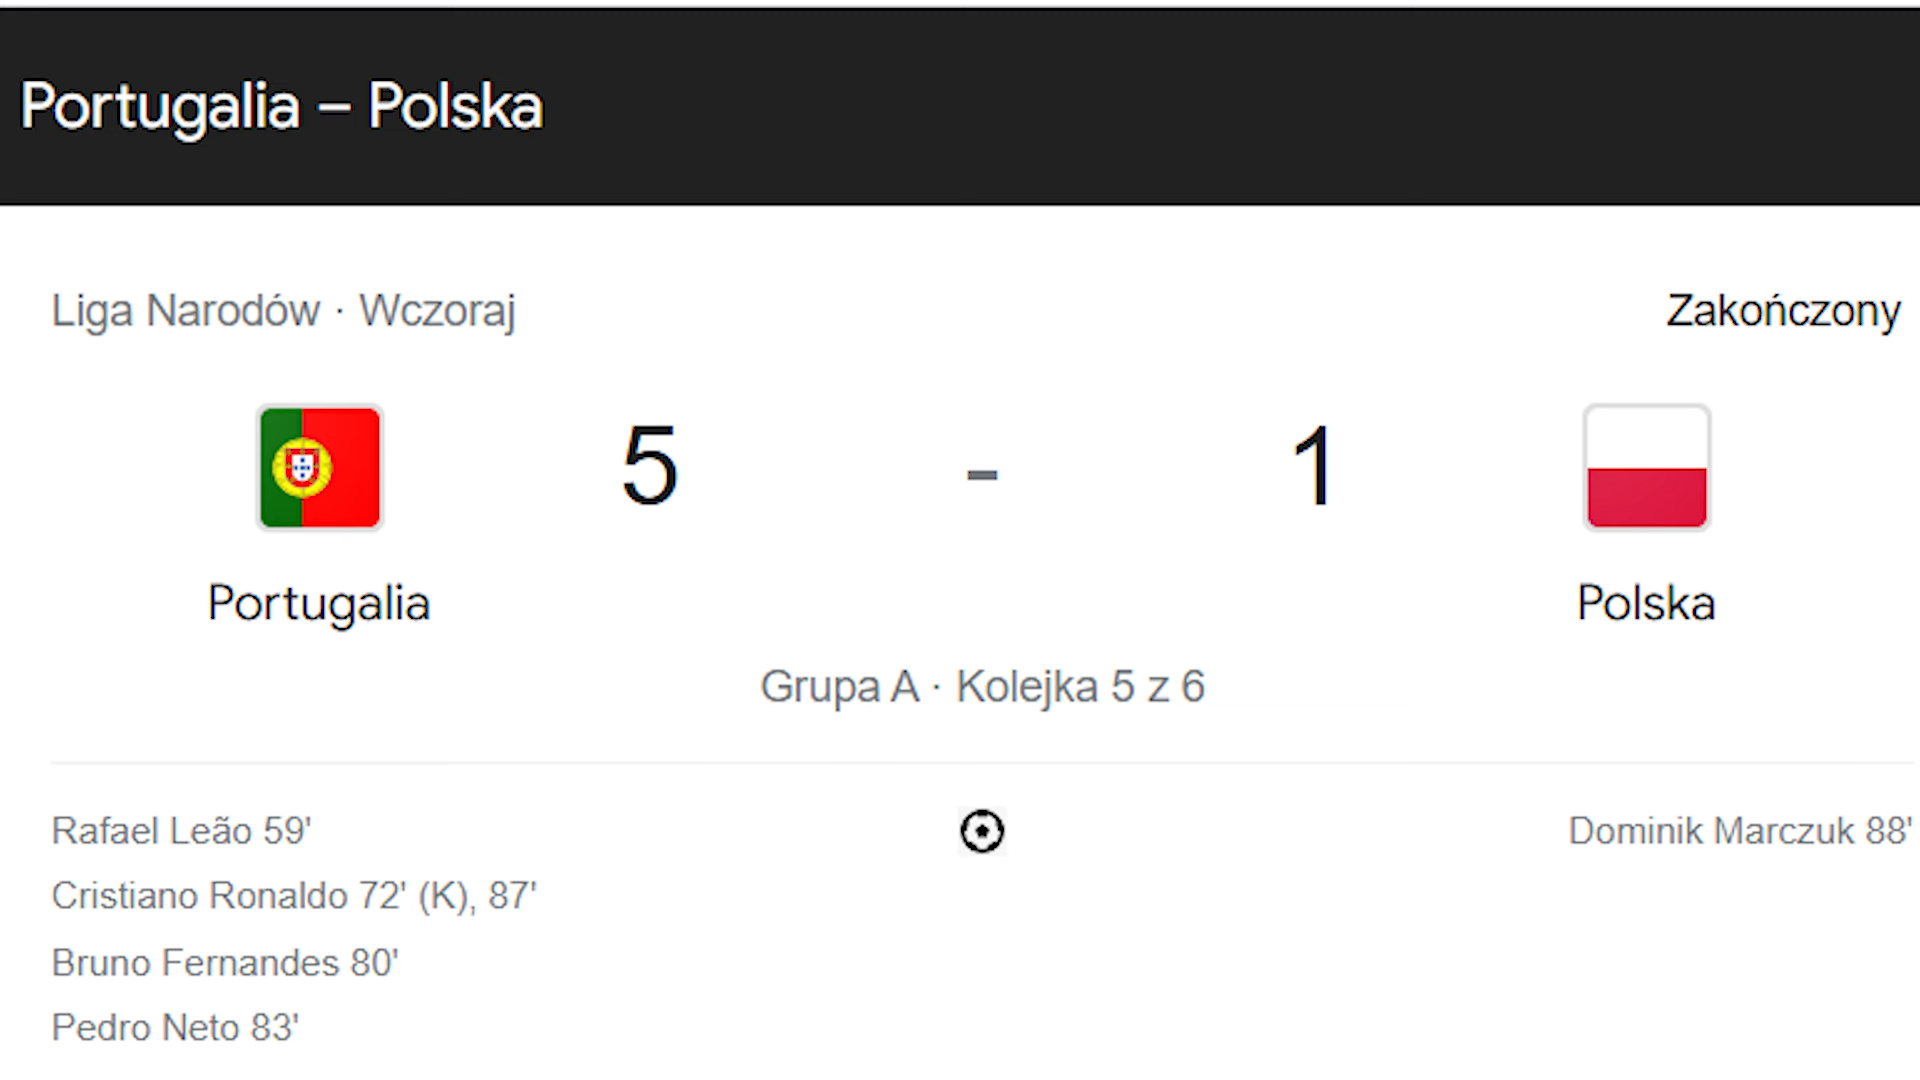 Portugalia – Polska
Liga Narodów · Wczoraj
Zakończony
5 - 1
Portugalia
Polska
Grupa A · Kolejka 5 z 6
Rafael Leão 59'
Dominik Marczuk 88'
Cristiano Ronaldo 72' (K), 87'
Bruno Fernandes 80'
Pedro Neto 83'